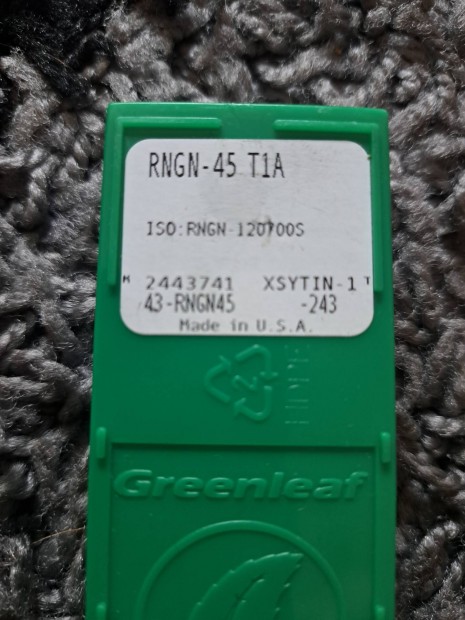 RNGN-45 T1A
ISO:RNGN-120700S
2443741 XSYTIN-1
43-RNGN45 -243
Made in U.S.A.
Greenleaf